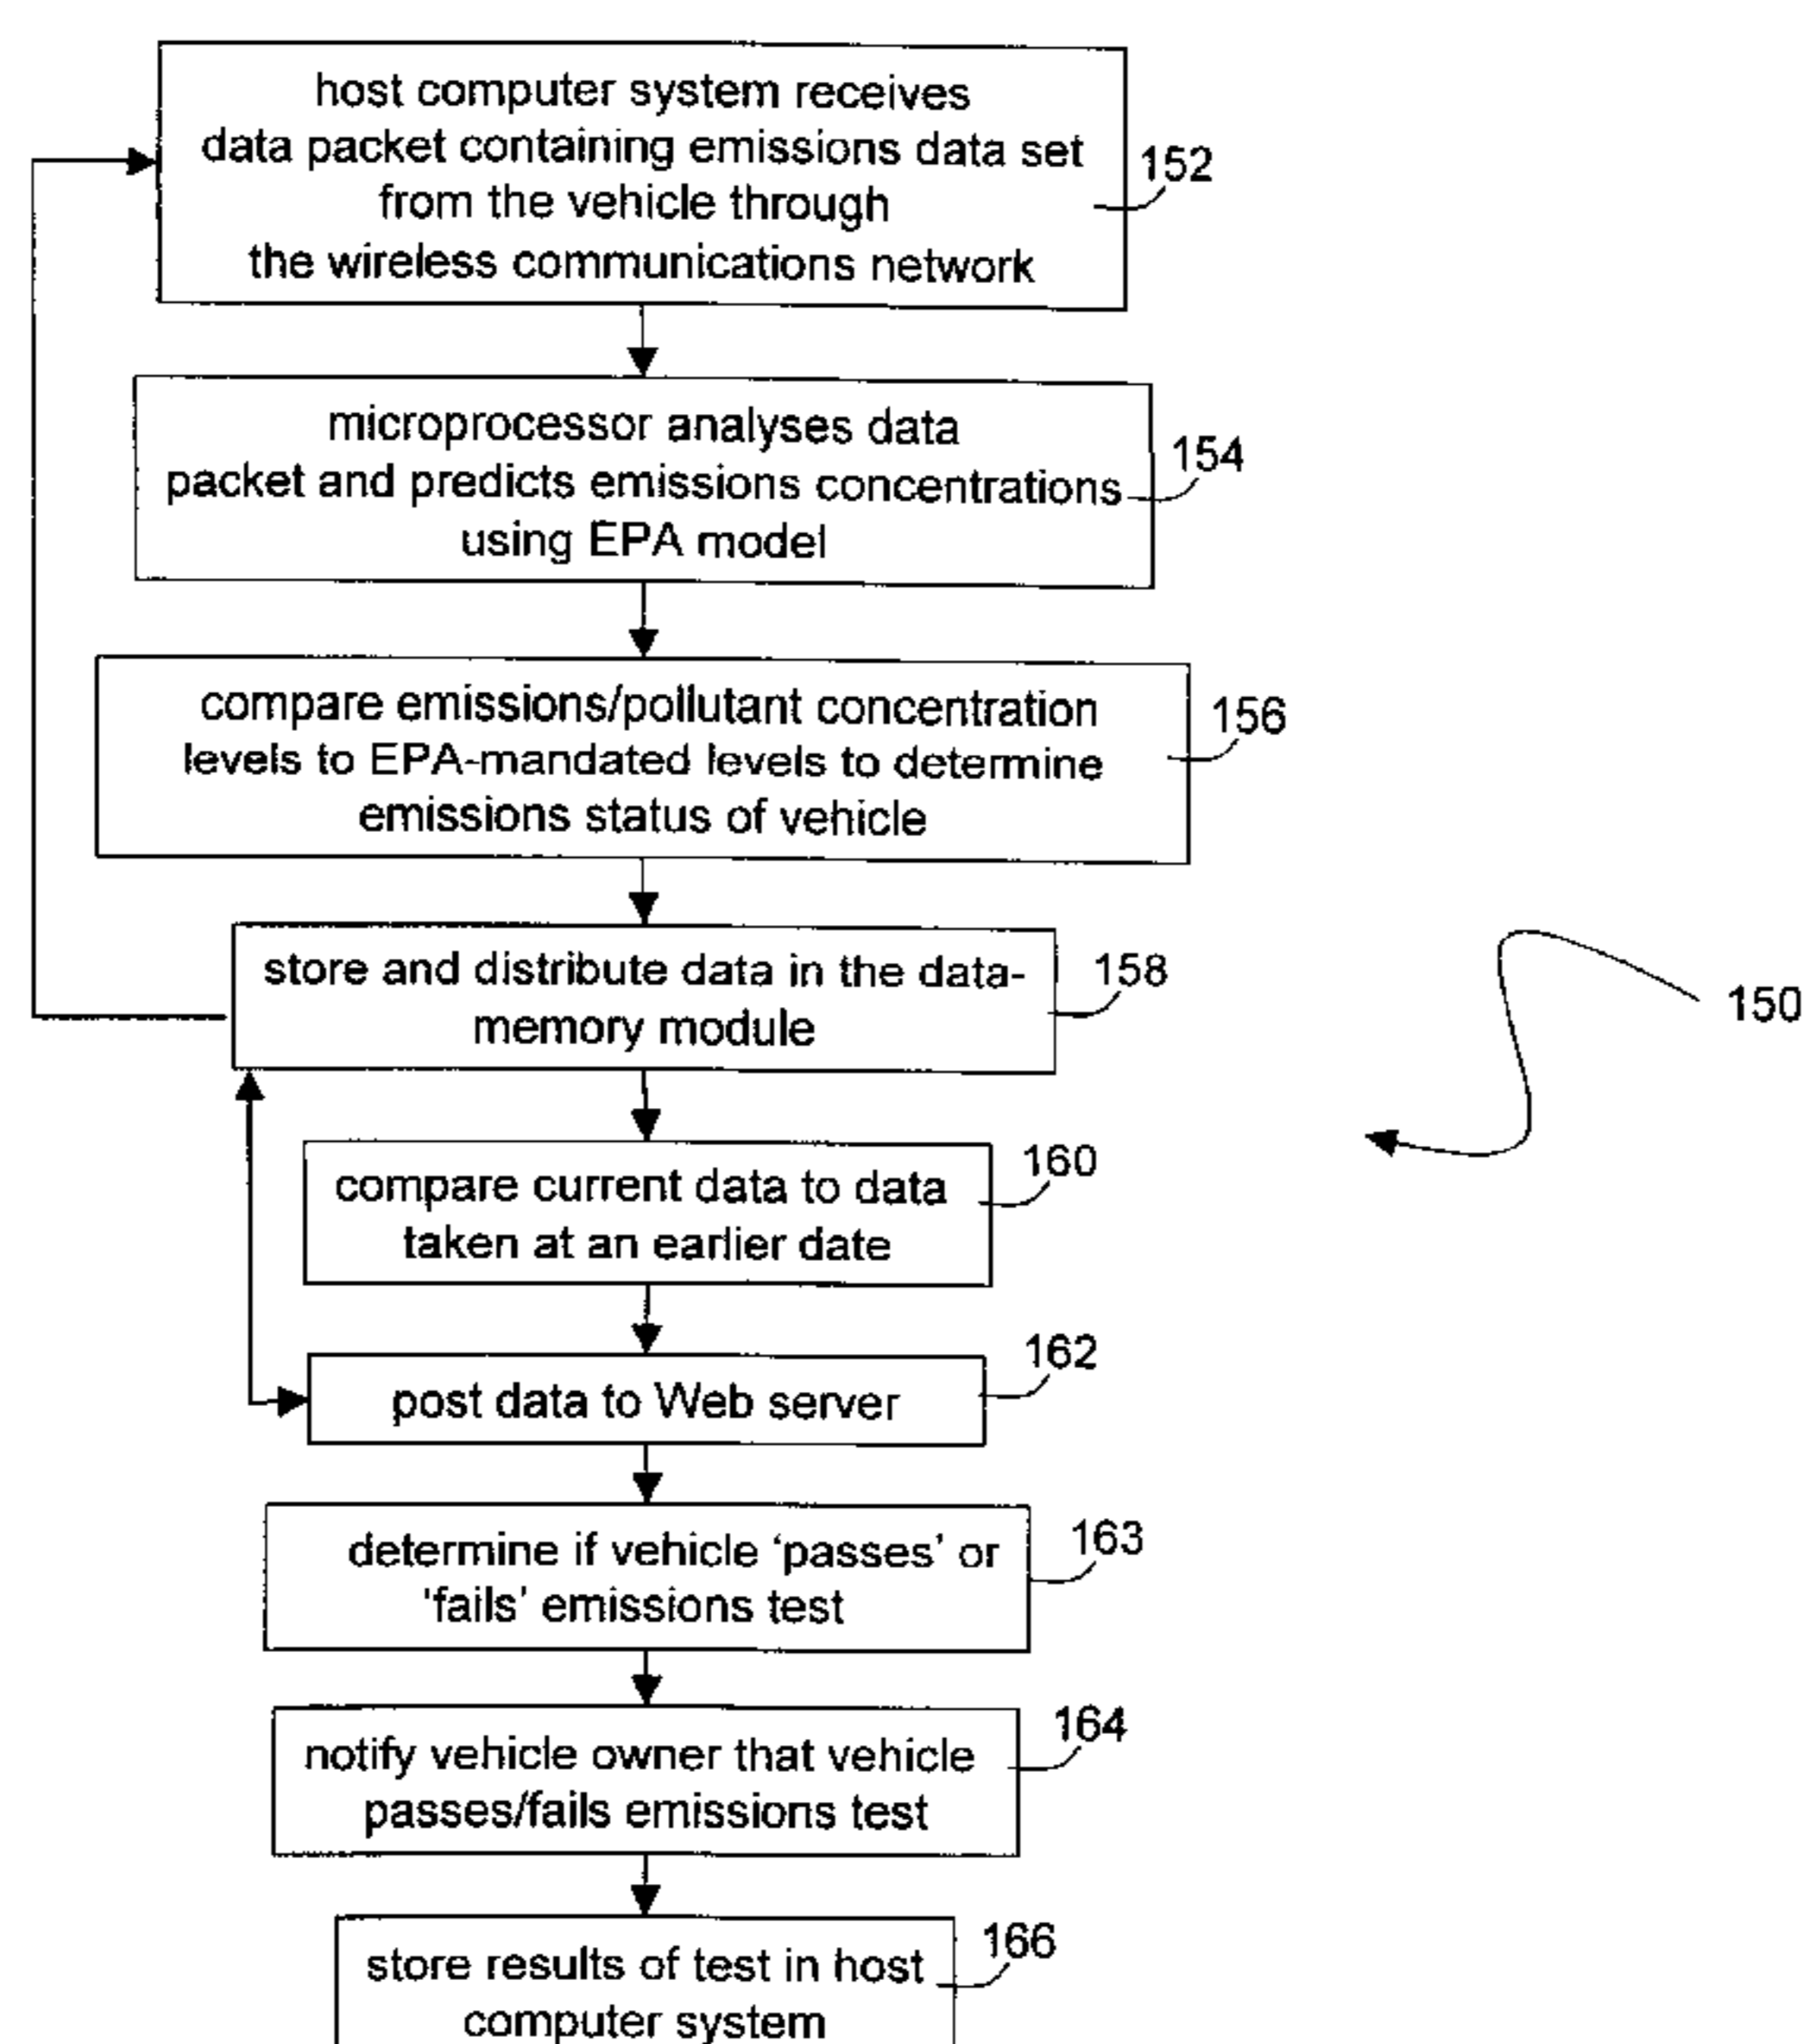 host computer system receives
data packet containing emissions data set
from the vehicle through
the wireless communications network
152
microprocessor analyses data
packet and predicts emissions concentrations
using EPA model
154
compare emissions/pollutant concentration
levels to EPA-mandated levels to determine
emissions status of vehicle
156
store and distribute data in the data-
memory module
158
150
compare current data to data
taken at an earlier date
160
post data to Web server
162
determine if vehicle ‘passes’ or
‘fails’ emissions test
163
notify vehicle owner that vehicle
passes/fails emissions test
164
store results of test in host
computer system
166